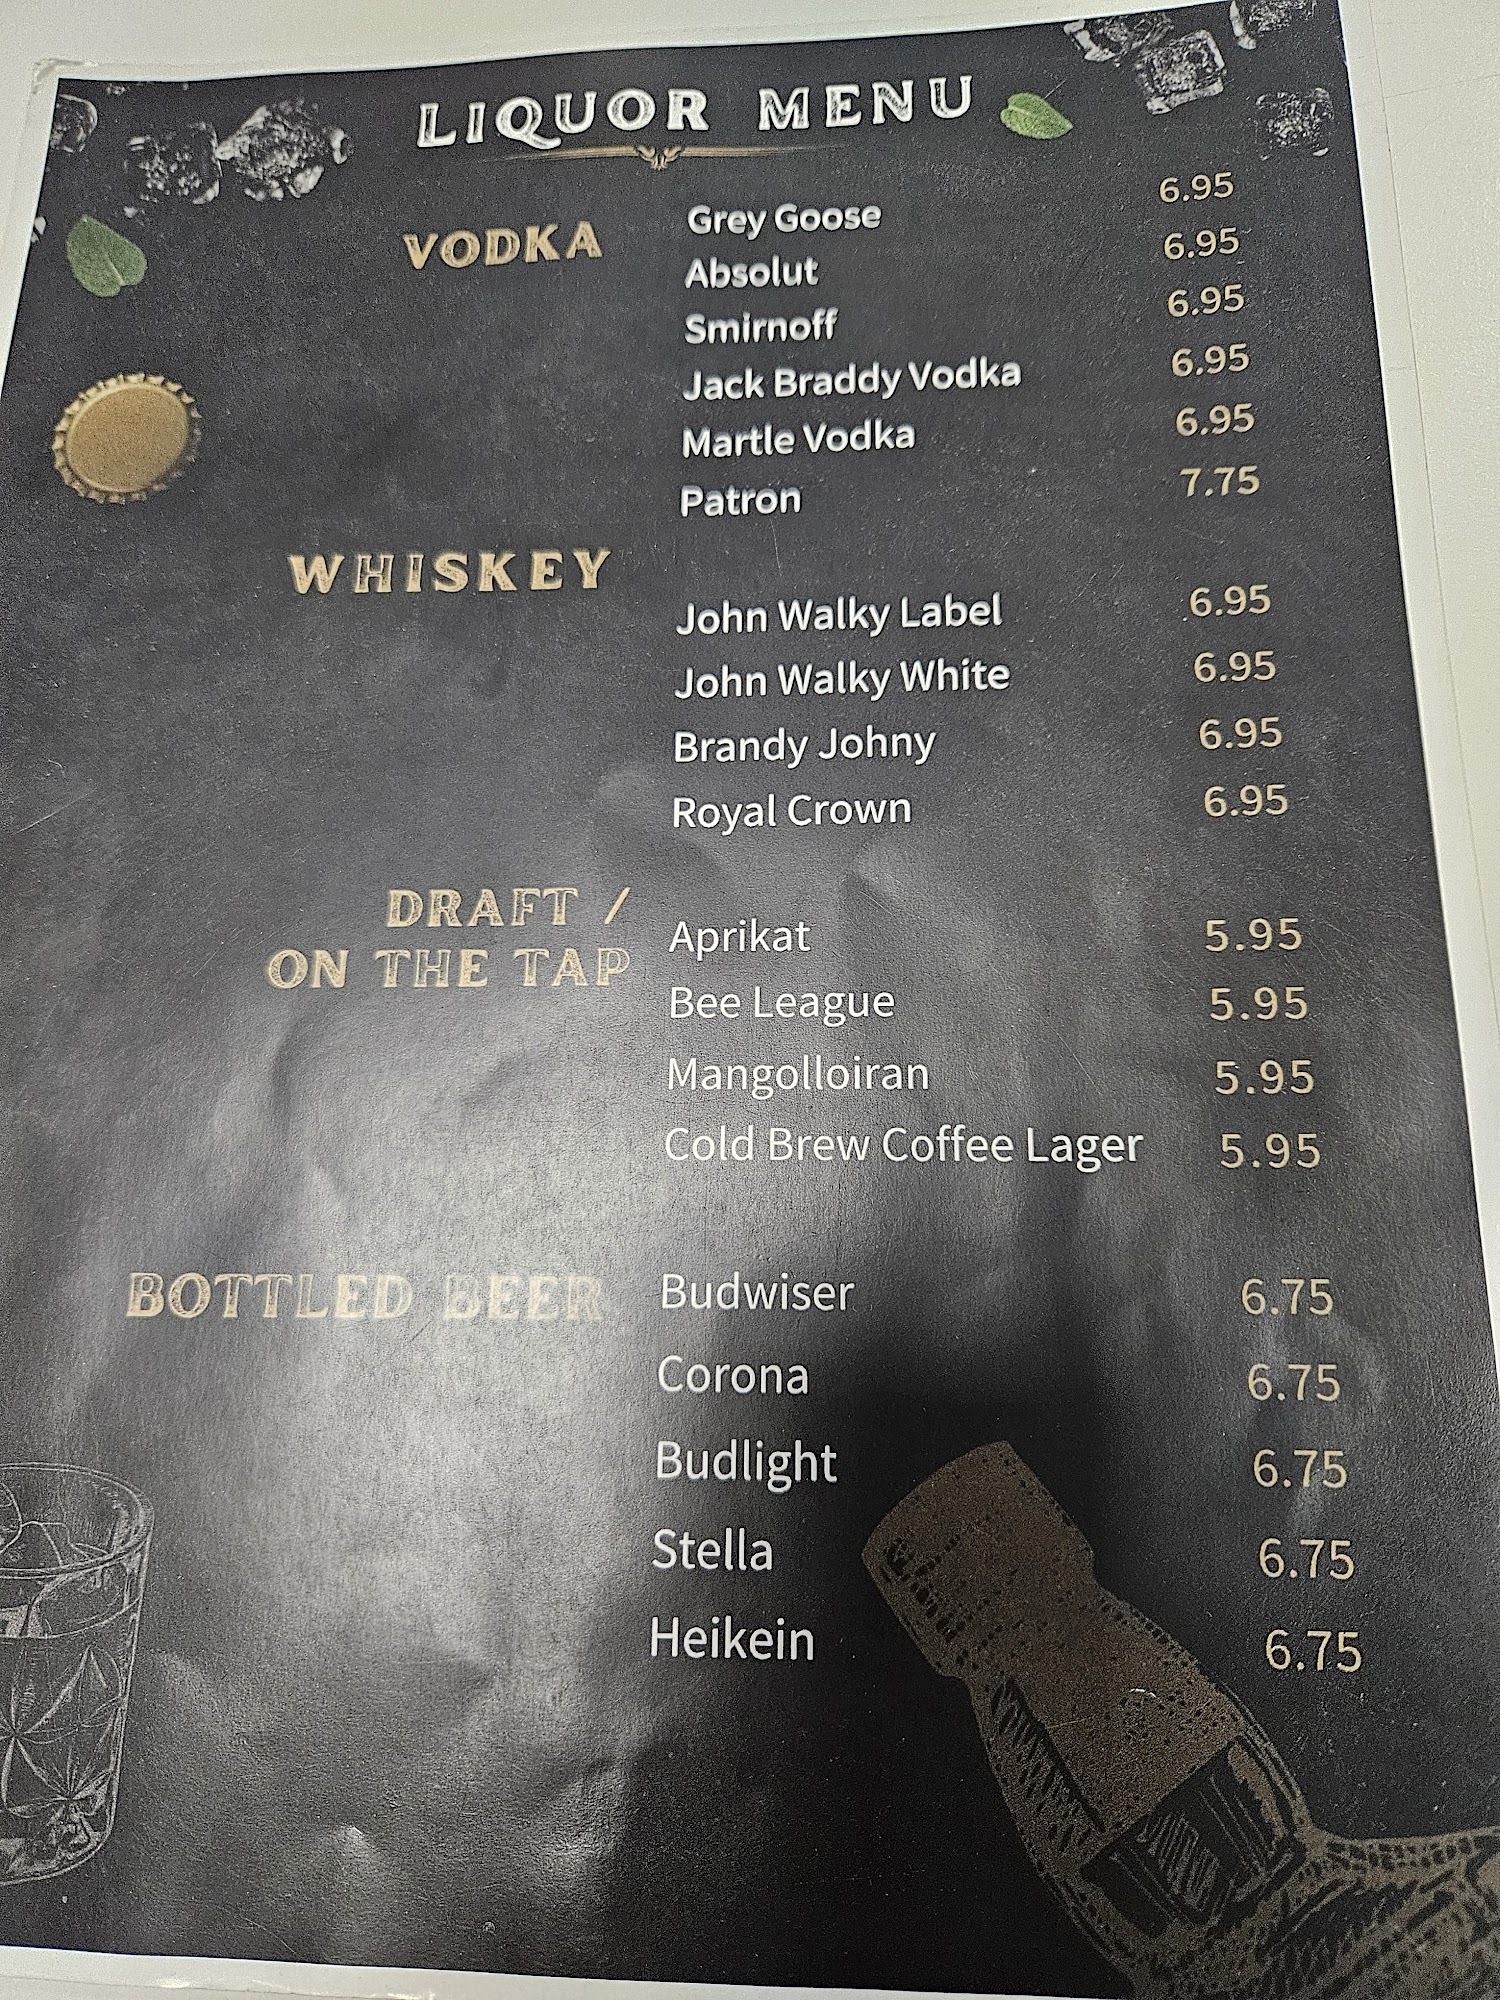 LIQUOR MENU
VODKA
Grey Goose 6.95
Absolut 6.95
Smirnoff 6.95
Jack Braddy Vodka 6.95
Martle Vodka 6.95
Patron 7.75
WHISKEY
John Walky Label 6.95
John Walky White 6.95
Brandy Johny 6.95
Royal Crown 6.95
DRAFT /
ON THE TAP
Aprikat 5.95
Bee League 5.95
Mangolloiran 5.95
Cold Brew Coffee Lager 5.95
BOTTLED BEER
Budwiser 6.75
Corona 6.75
Budlight 6.75
Stella 6.75
Heikein 6.75